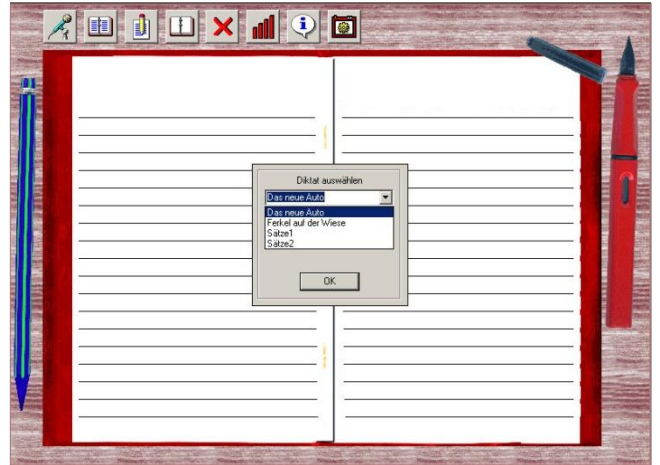 Diktat auswählen
Das neue Auto
Das neue Auto
Ferkel auf der Wiese
Sätze1
Sätze2
OK